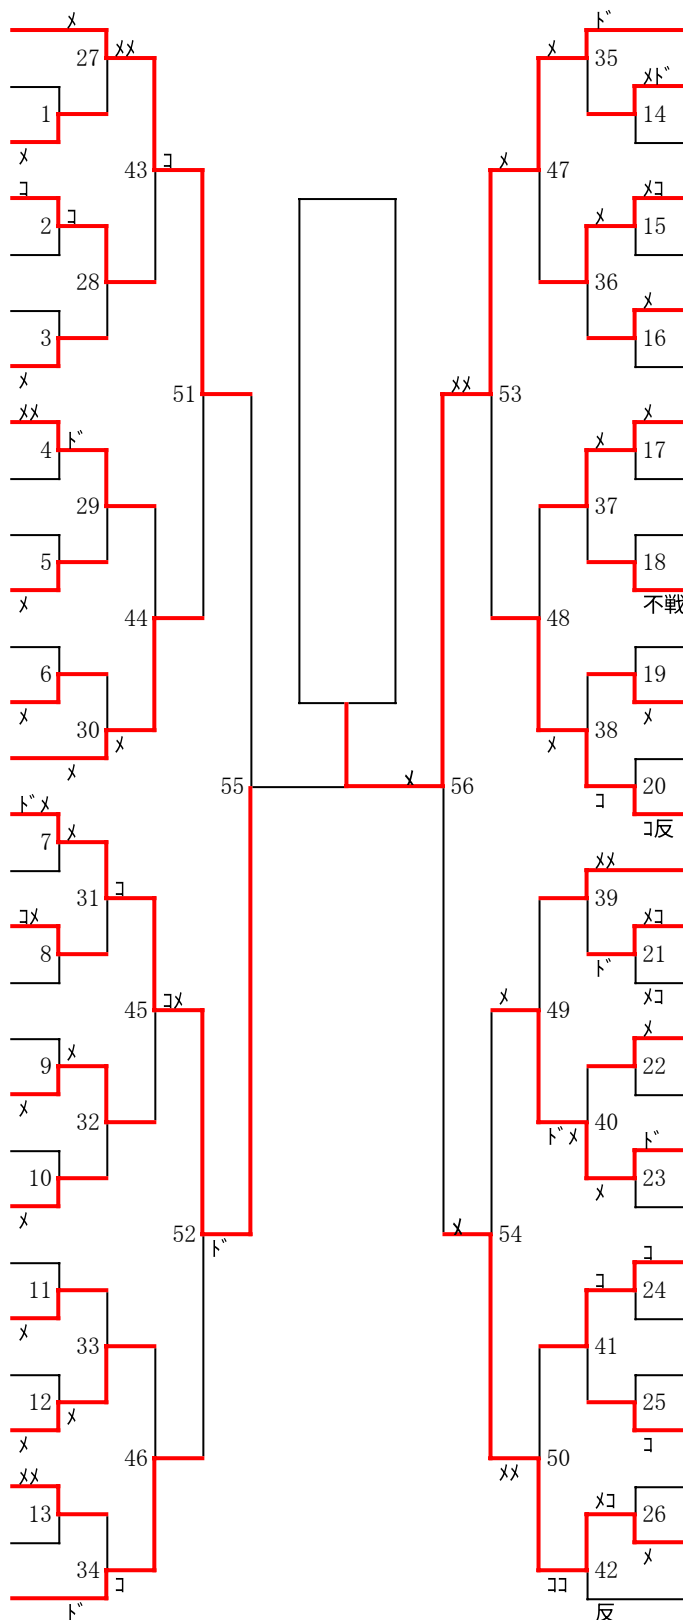 メ ド
27 メメ メ 35
メド
1 14
メ
43 コ メ 47
コ メコ
2 コ メ 15
28 36
メ
3 16
メ
51 メメ 53
メメ メ
4 ド メ 17
29 37
5 18
メ 不戦
44 48
6 19
メ メ
30 メ メ 38
メ コ
55 メ 56 20
ドメ コ反
7 メ
メメ
31 コ 39
コメ メコ
8 21
ド
メコ
45 コメ メ 49
メ
9 メ 22
メ
32 40
ドメ ド
10 23
メ メ
52 メ 54
ド
コ
11 コ 24
メ
33 41
12 25
メ
メ コ
46 50
メメ メメ
メコ
13 26
メ
34 42
コ ココ
ド 反